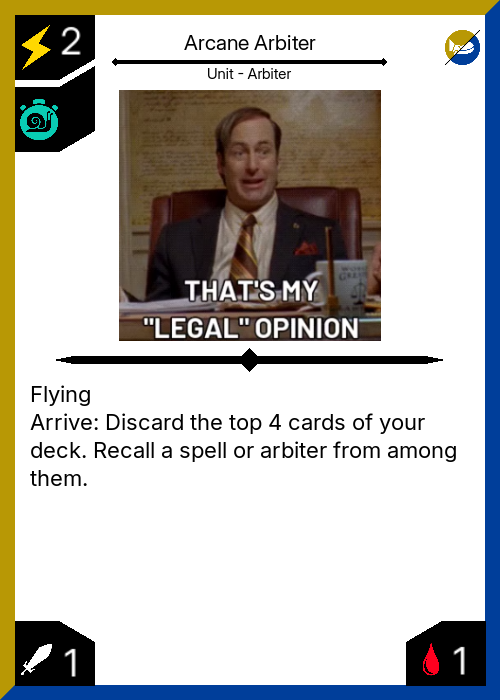 2
Arcane Arbiter
Unit - Arbiter
THAT'S MY
"LEGAL" OPINION
Flying
Arrive: Discard the top 4 cards of your
deck. Recall a spell or arbiter from among
them.
1
1